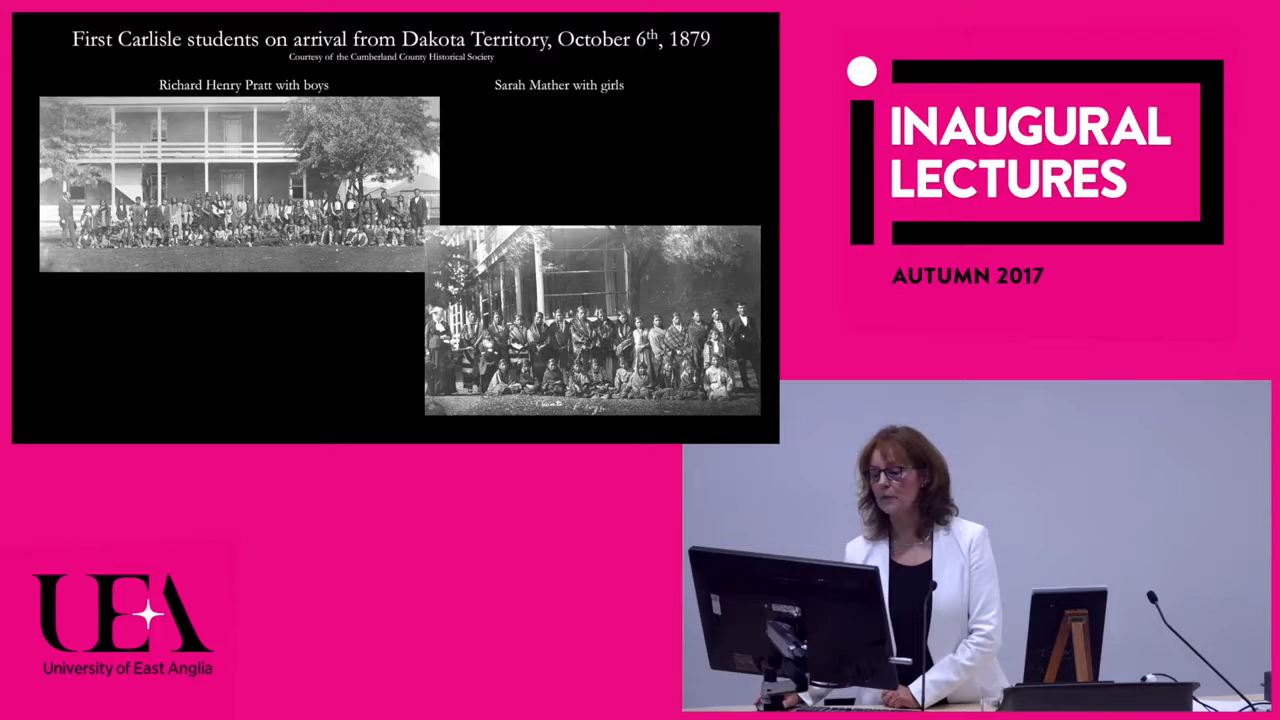 First Carlisle students on arrival from Dakota Territory, October 6th, 1879
Courtesy of the Cumberland County Historical Society
Richard Henry Pratt with boys
Sarah Mather with girls
INAUGURAL
LECTURES
AUTUMN 2017
UEA
University of East Anglia